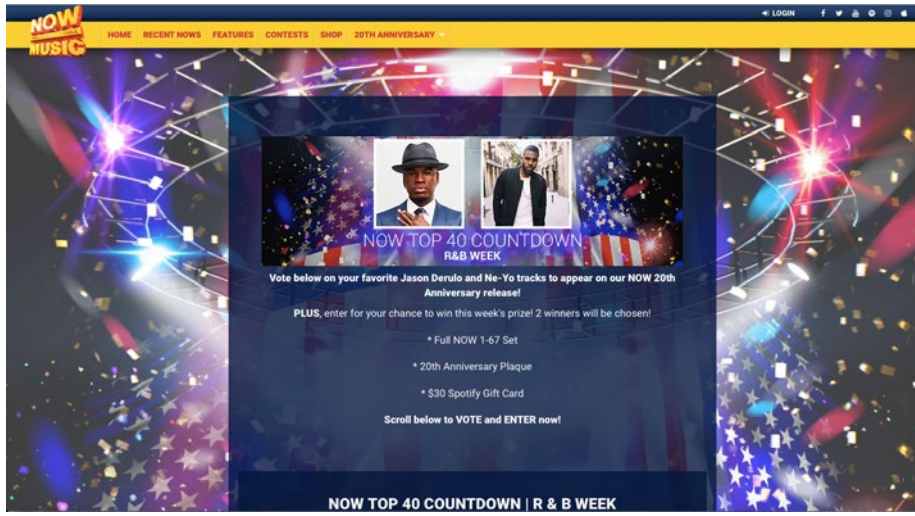 LOGIN
NOW
MUSIC
HOME RECENT NOWS FEATURES CONTESTS SHOP 20TH ANNIVERSARY
NOW TOP 40 COUNTDOWN
R&B WEEK
Vote below on your favorite Jason Derulo and Ne-Yo tracks to appear on our NOW 20th
Anniversary release!
PLUS, enter for your chance to win this week's prize! 2 winners will be chosen!
* Full NOW 1-67 Set
* 20th Anniversary Plaque
* $30 Spotify Gift Card
Scroll below to VOTE and ENTER now!
NOW TOP 40 COUNTDOWN | R & B WEEK